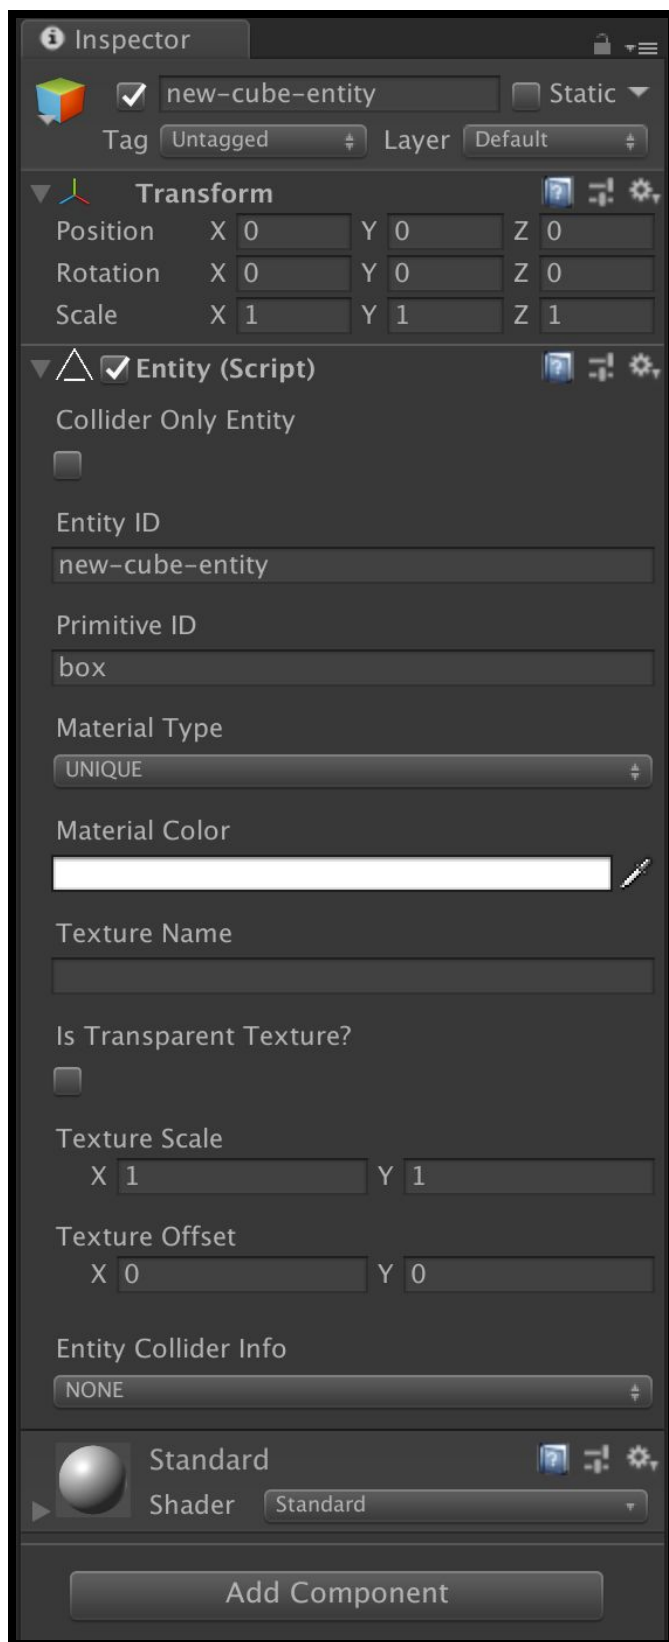 Inspector
new-cube-entity Static
Tag Untagged Layer Default
Transform
Position X 0 Y 0 Z 0
Rotation X 0 Y 0 Z 0
Scale X 1 Y 1 Z 1
Entity (Script)
Collider Only Entity
Entity ID
new-cube-entity
Primitive ID
box
Material Type
UNIQUE
Material Color
Texture Name
Is Transparent Texture?
Texture Scale
X 1 Y 1
Texture Offset
X 0 Y 0
Entity Collider Info
NONE
Standard
Shader Standard
Add Component